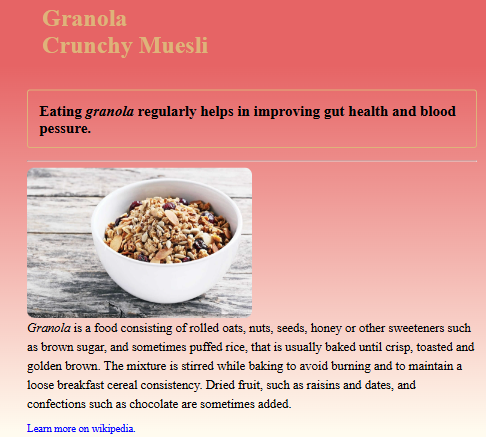 Granola
Crunchy Muesli
Eating granola regularly helps in improving gut health and blood
pessure.
Granola is a food consisting of rolled oats, nuts, seeds, honey or other sweeteners such
as brown sugar, and sometimes puffed rice, that is usually baked until crisp, toasted and
golden brown. The mixture is stirred while baking to avoid burning and to maintain a
loose breakfast cereal consistency. Dried fruit, such as raisins and dates, and
confections such as chocolate are sometimes added.
Learn more on wikipedia.